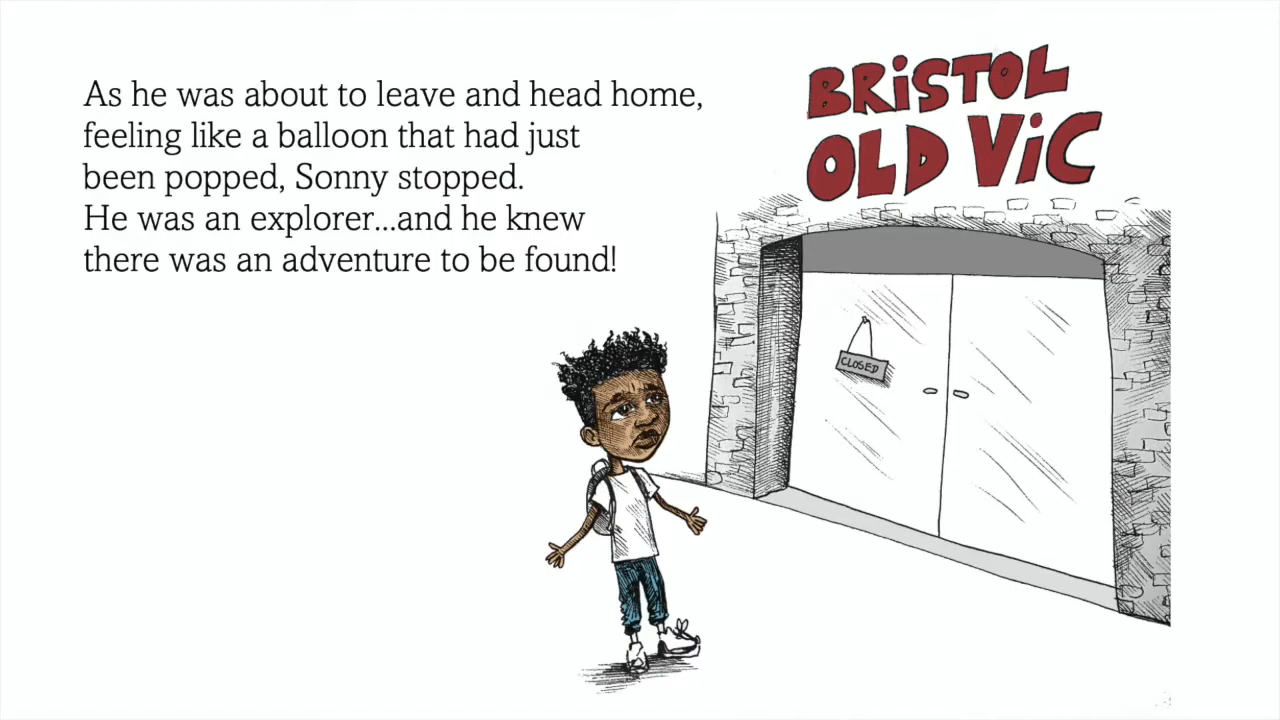 As he was about to leave and head home,
feeling like a balloon that had just
been popped, Sonny stopped.
He was an explorer...and he knew
there was an adventure to be found!
BRiSTOL
OLD ViC
CLOSED